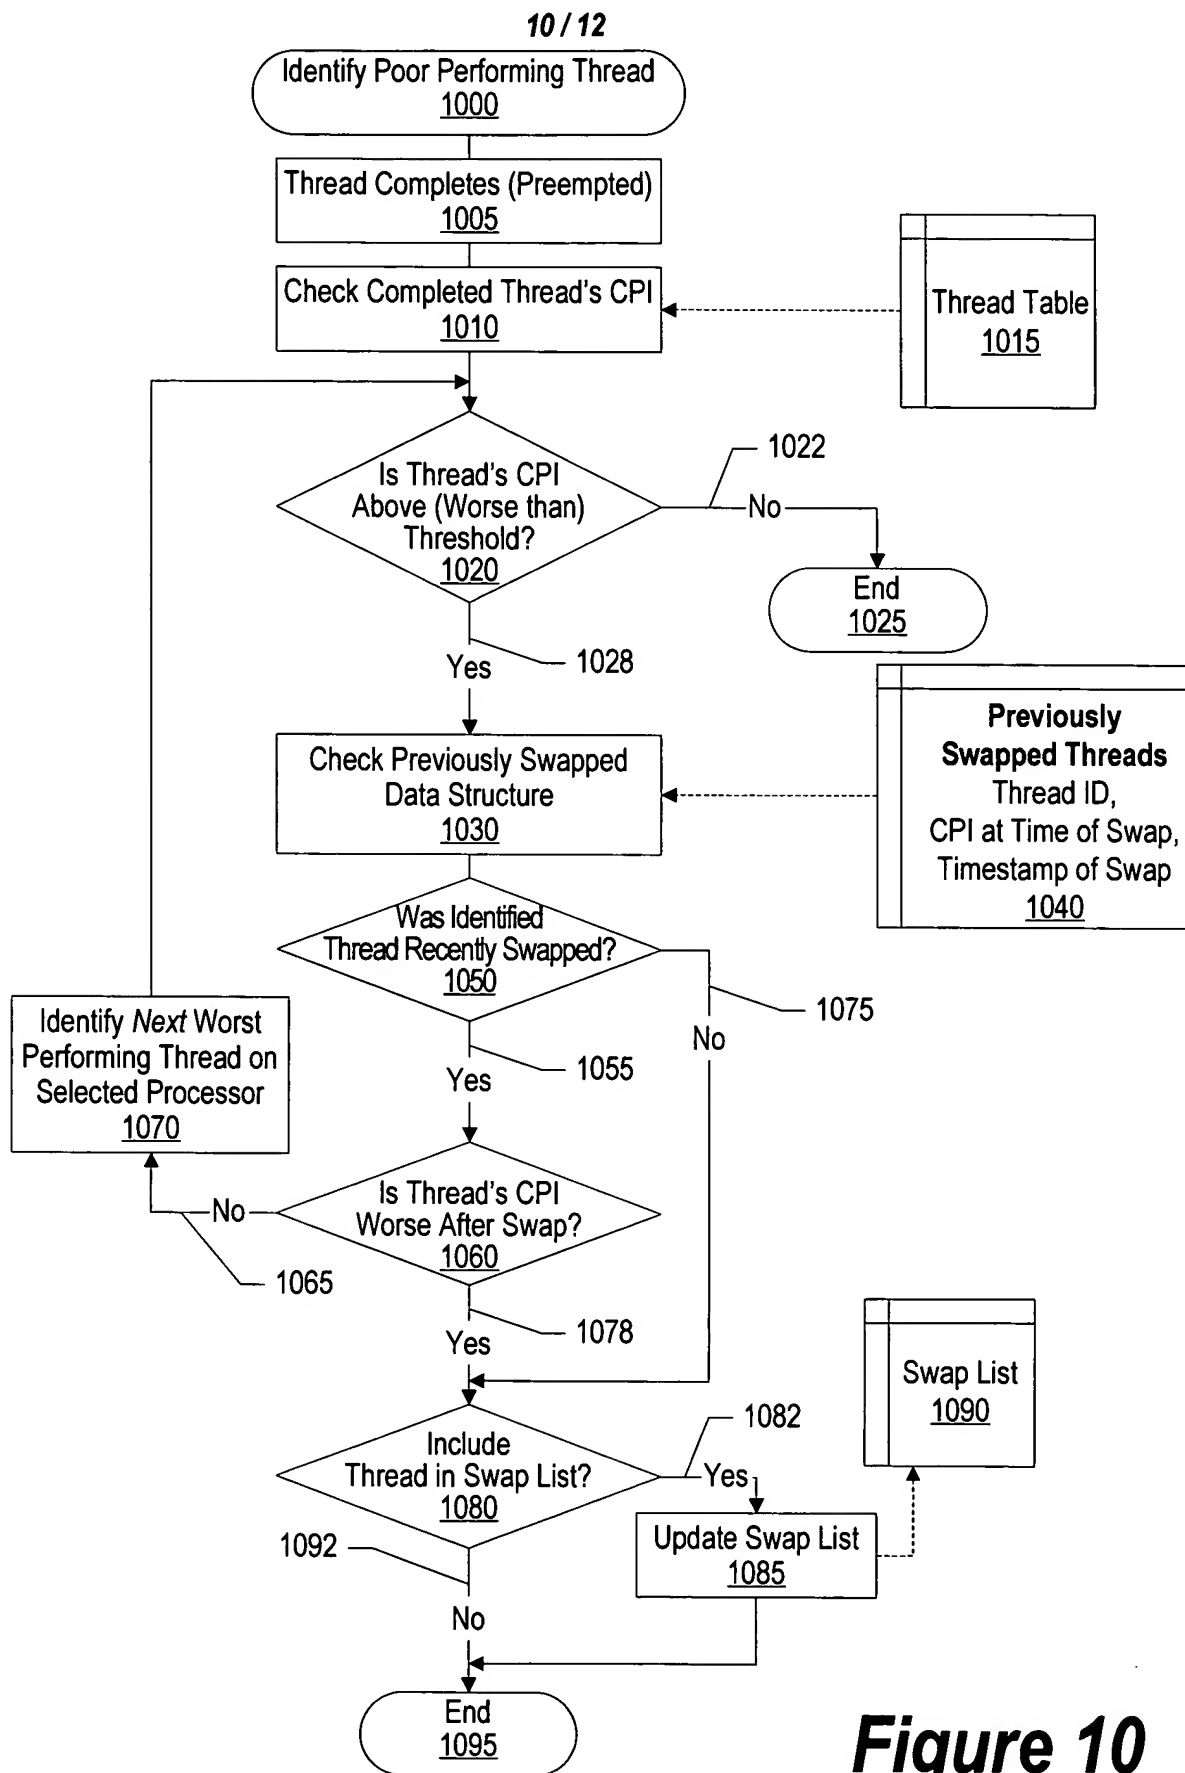 10 / 12
Identify Poor Performing Thread
1000
Thread Completes (Preempted)
1005
Check Completed Thread's CPI
1010
Thread Table
1015
Is Thread's CPI
Above (Worse than)
Threshold?
1020
1022
No
End
1025
1028
Yes
Check Previously Swapped
Data Structure
1030
Previously
Swapped Threads
Thread ID,
CPI at Time of Swap,
Timestamp of Swap
1040
Was Identified
Thread Recently Swapped?
1050
1075
No
1055
Yes
Identify Next Worst
Performing Thread on
Selected Processor
1070
Is Thread's CPI
Worse After Swap?
1060
No
1065
1078
Yes
Swap List
1090
Include
Thread in Swap List?
1080
1082
Yes
Update Swap List
1085
1092
No
End
1095
Figure 10